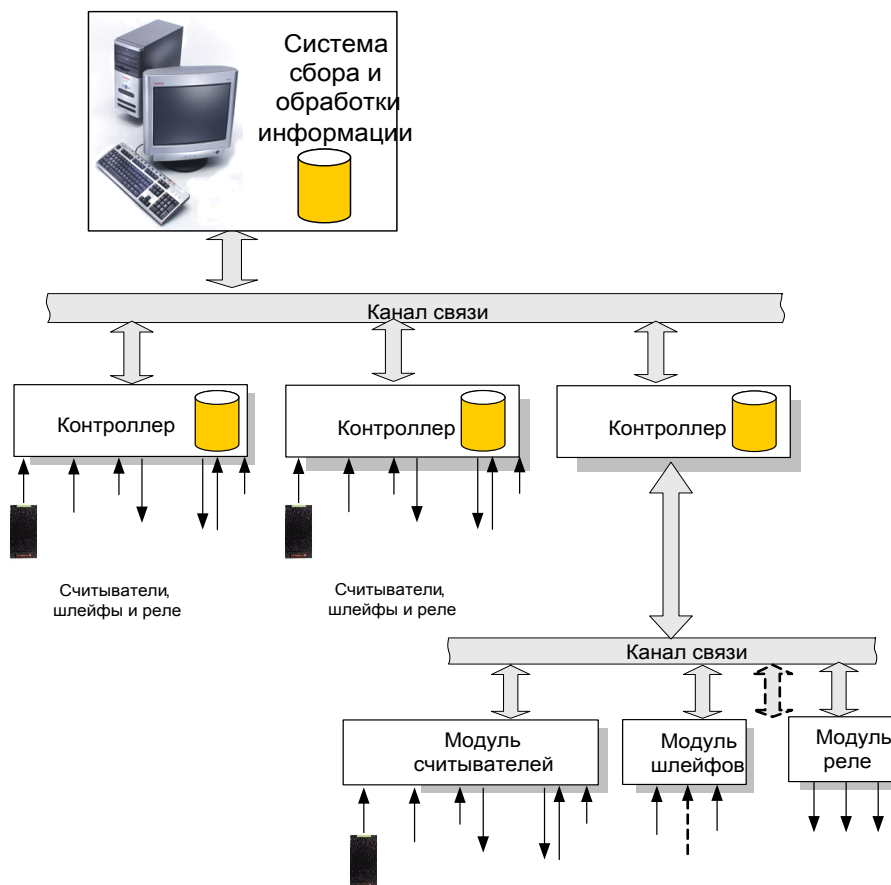 Система
сбора и
обработки
информации
Канал связи
Контроллер
Контроллер
Контроллер
Считыватели,
шлейфы и реле
Считыватели,
шлейфы и реле
Канал связи
Модуль
считывателей
Модуль
шлейфов
Модуль
реле